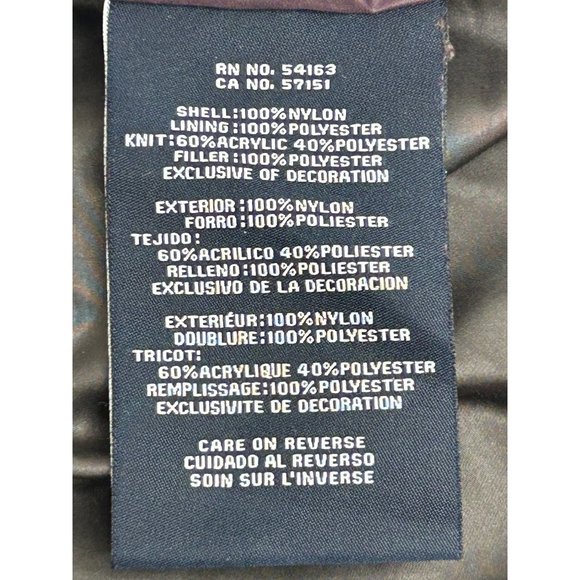 RN NO. 54163
CA NO. 57151
SHELL:100%NYLON
LINING:100%POLYESTER
KNIT:60%ACRYLIC 40%POLYESTER
FILLER:100%POLYESTER
EXCLUSIVE OF DECORATION
EXTERIOR:100%NYLON
FORRO:100%POLIESTER
TEJIDO:
60%ACRILICO 40%POLIESTER
RELLENO:100%POLIESTER
EXCLUSIVO DE LA DECORACION
EXTERIÉUR:100%NYLON
DOUBLURE:100%POLYESTER
TRICOT:
60%ACRYLIQUE 40%POLYESTER
REMPLISSAGE:100%POLYESTER
EXCLUSIVITE DE DECORATION
CARE ON REVERSE
CUIDADO AL REVERSO
SOIN SUR L'INVERSE